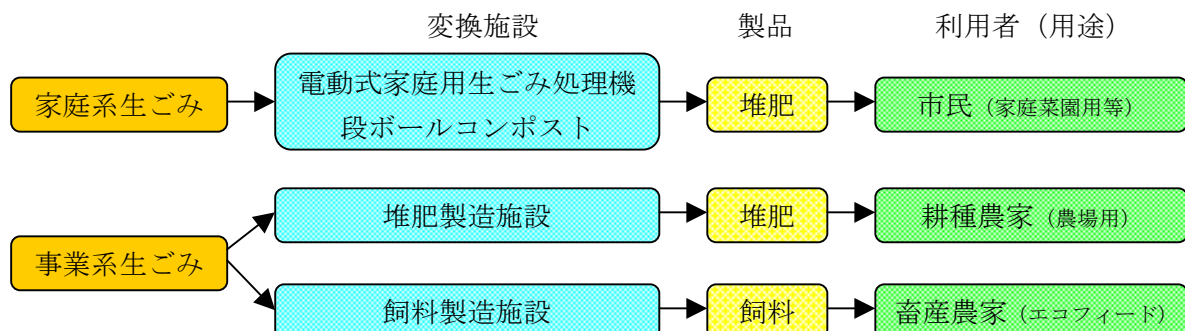 変換施設 製品 利用者（用途）
家庭系生ごみ
電動式家庭用生ごみ処理機
段ボールコンポスト
堆肥
市民（家庭菜園用等）
事業系生ごみ
堆肥製造施設
堆肥
耕種農家（農場用）
飼料製造施設
飼料
畜産農家（エコフィード）